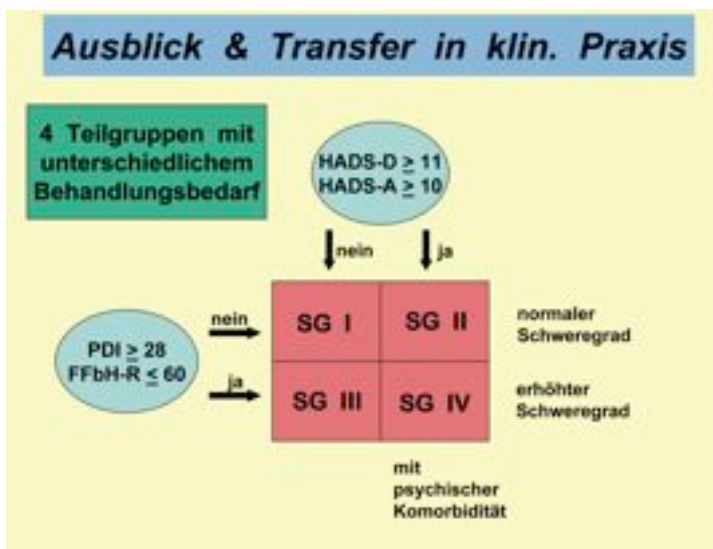 Ausblick & Transfer in klin. Praxis
4 Teilgruppen mit
unterschiedlichem
Behandlungsbedarf
HADS-D ≥ 11
HADS-A ≥ 10
nein
ja
PDI ≥ 28
FFbH-R ≤ 60
nein
ja
SG I
SG II
normaler
Schweregrad
SG III
SG IV
erhöhter
Schweregrad
mit
psychischer
Komorbidität